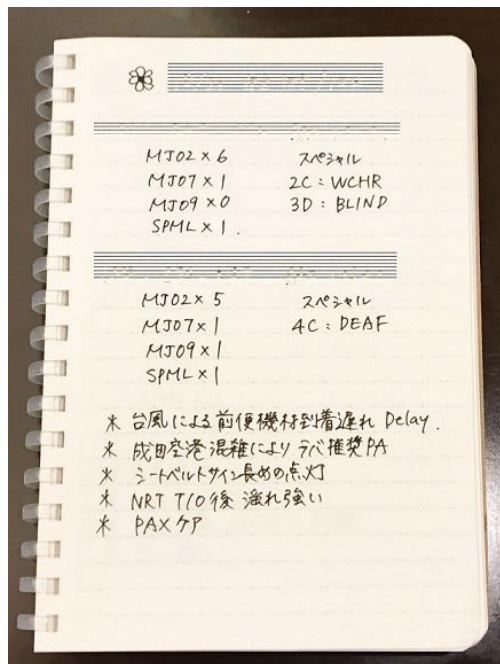 MJ02×6
スペシャル
MJ07×1
2C:WCHR
MJ09×0
3D:BLIND
SPML×1.
MJ02×5
スペシャル
MJ07×1
4C:DEAF
MJ09×1
SPML×1
* 台風による前便機材到着遅れ Delay.
* 成田空港混雑により ラバ推奨PA
* シートベルトサイン長めの点灯
* NRT T/O後 揺れ強い
* PAXケア